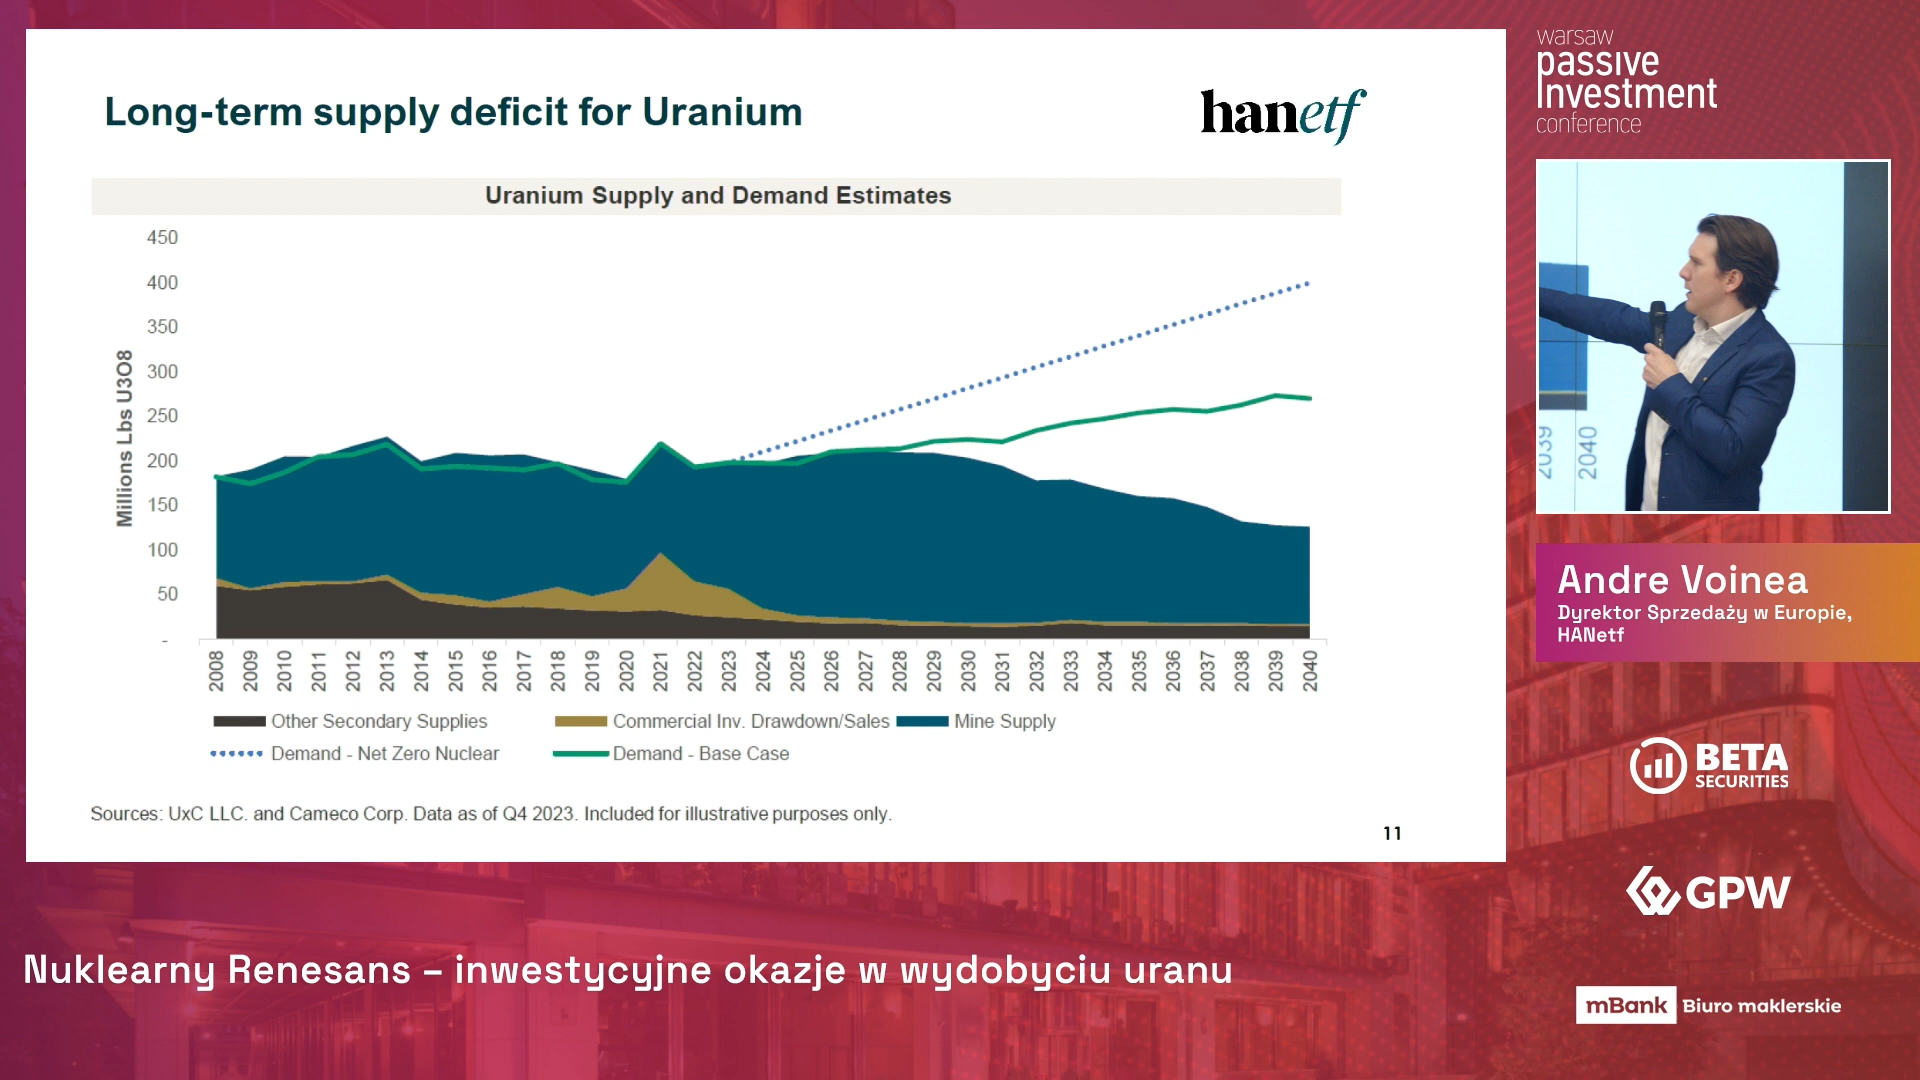 Long-term supply deficit for Uranium
hanetf
Uranium Supply and Demand Estimates
450
400
350
300
250
200
150
100
50
-
Millions Lbs U3O8
2008 2009 2010 2011 2012 2013 2014 2015 2016 2017 2018 2019 2020 2021 2022 2023 2024 2025 2026 2027 2028 2029 2030 2031 2032 2033 2034 2035 2036 2037 2038 2039 2040
Other Secondary Supplies Commercial Inv. Drawdown/Sales Mine Supply
Demand - Net Zero Nuclear Demand - Base Case
Sources: UxC LLC. and Cameco Corp. Data as of Q4 2023. Included for illustrative purposes only.
11
warsaw
passive
Investment
conference
2039
2040
Andre Voinea
Dyrektor Sprzedaży w Europie,
HANetf
BETA
SECURITIES
GPW
mBank Biuro maklerskie
Nuklearny Renesans – inwestycyjne okazje w wydobyciu uranu